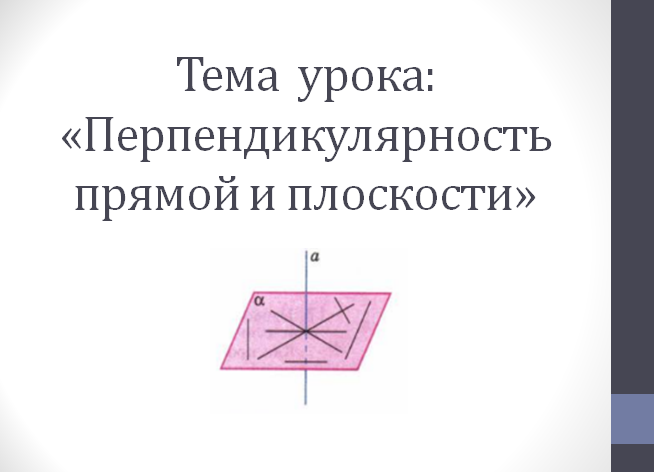 Тема урока:
«Перпендикулярность
прямой и плоскости»
a
α